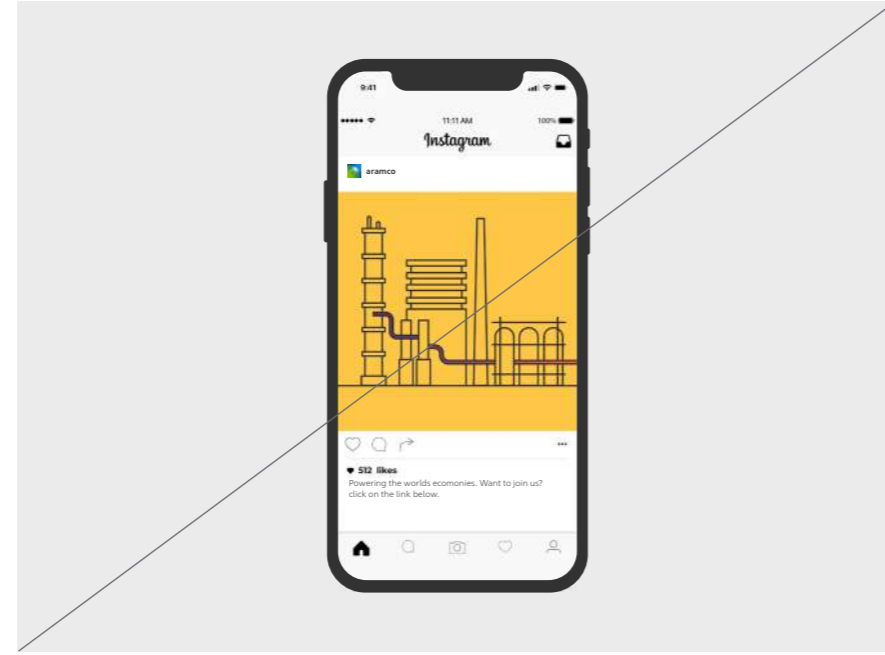 9:41
11:11 AM 100%
Instagram
aramco
512 likes
Powering the worlds ecomonies. Want to join us?
click on the link below.